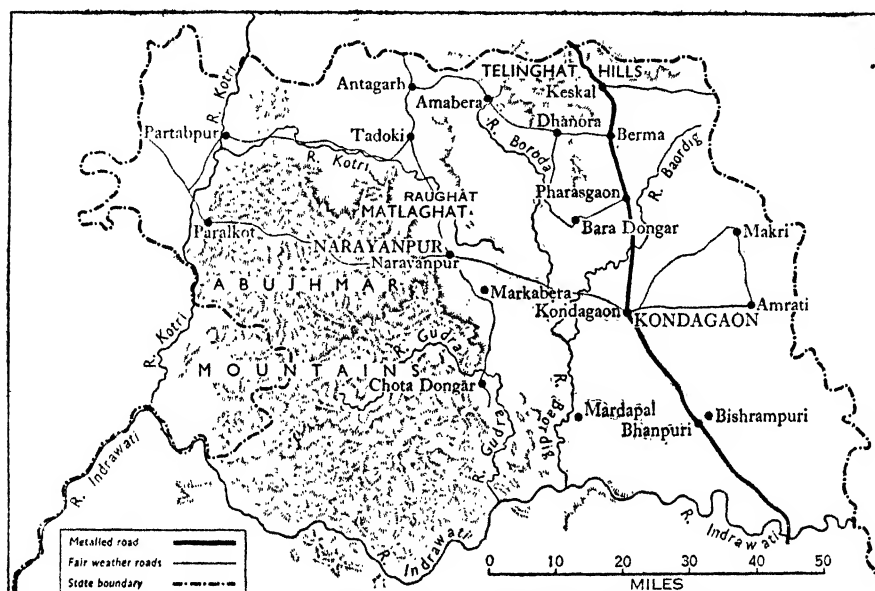 TELINGHAT HILLS
Antagarh
Keskal
R. Kotri
Amabera
Dhanora
Berma
Partabpur
Tadoki
R. Boroda
R. Baordig
R. Kotri
RAUGHAT
MATLAGHAT
Pharasgaon
Bara Dongar
Makri
Paralkot
NARAYANPUR
Narayanpur
ABUJHMAR
Markabera
Kondagaon
KONDAGAON
Amrati
R. Kotri
R. Gudra
MOUNTAINS
Chota Dongar
R. Baordig
Mardapal
Bishrampuri
Bhanpuri
R. Gudra
R. Indrawati
R. Indrawati
R. Indrawati
Metalled road
Fair weather roads
State boundary
0 10 20 30 40 50
MILES